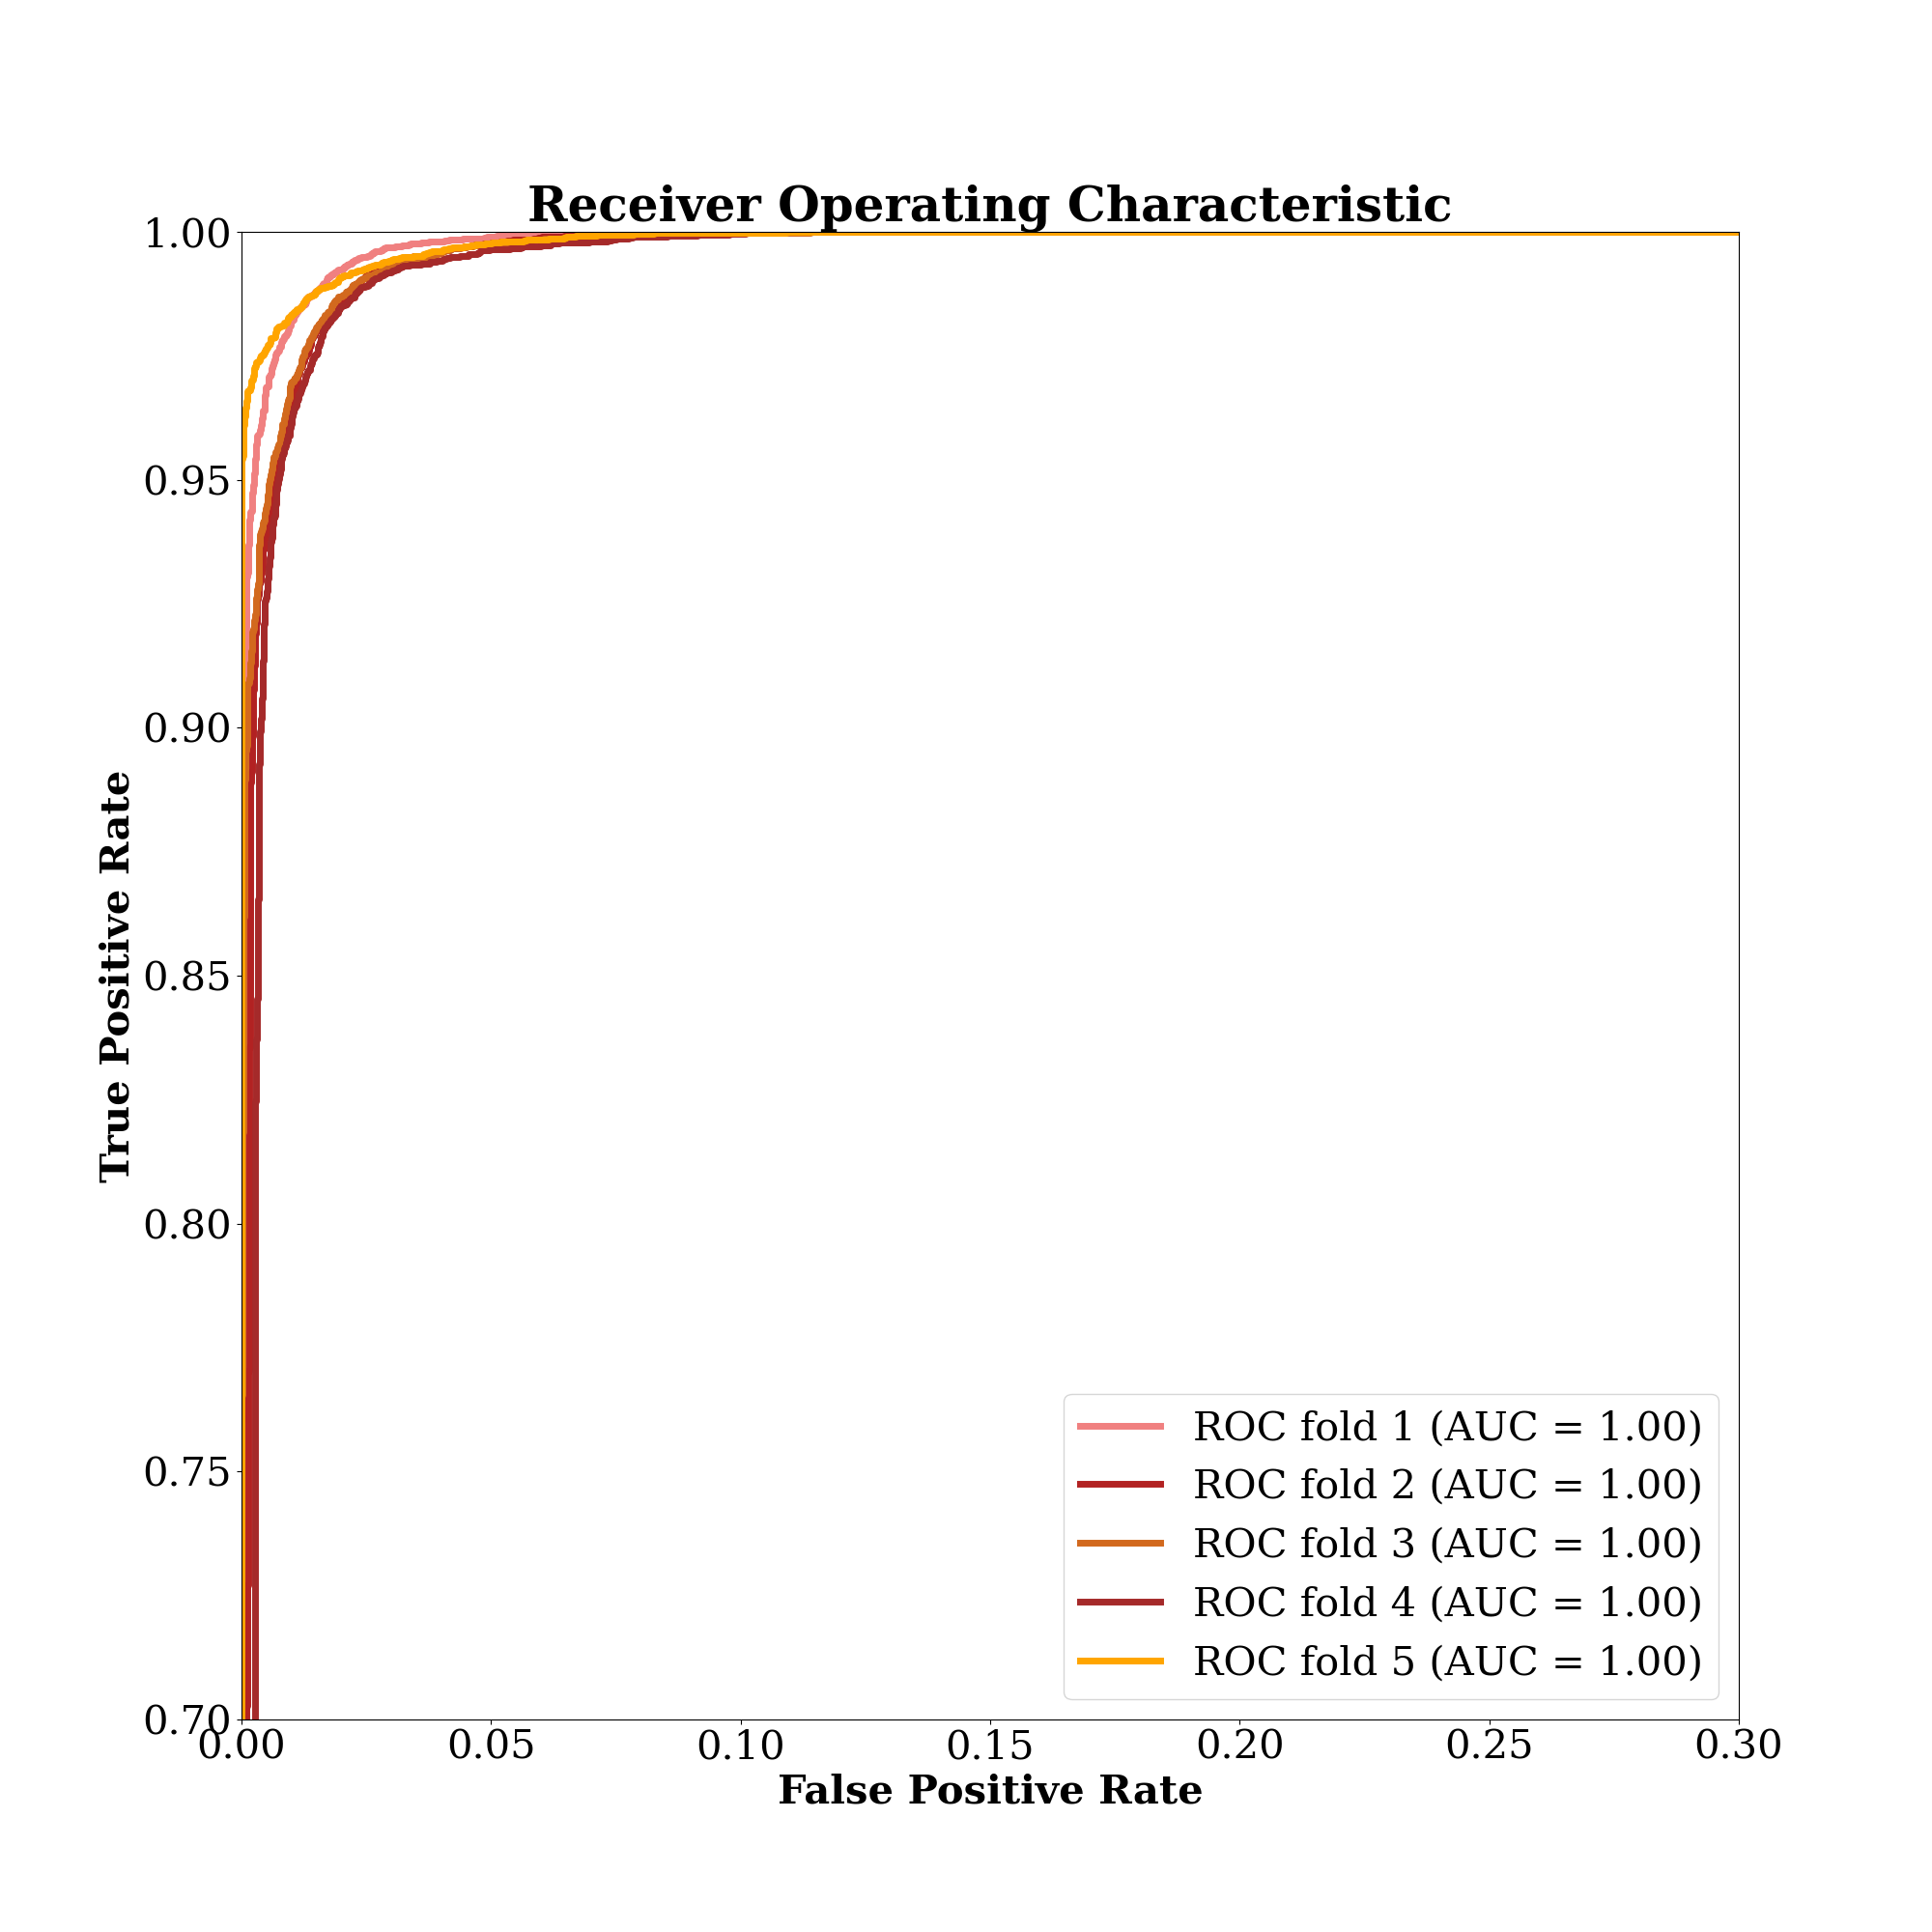 Receiver Operating Characteristic
1.00
0.95
0.90
0.85
0.80
0.75
0.70
True Positive Rate
ROC fold 1 (AUC = 1.00)
ROC fold 2 (AUC = 1.00)
ROC fold 3 (AUC = 1.00)
ROC fold 4 (AUC = 1.00)
ROC fold 5 (AUC = 1.00)
0.00 0.05 0.10 0.15 0.20 0.25 0.30
False Positive Rate